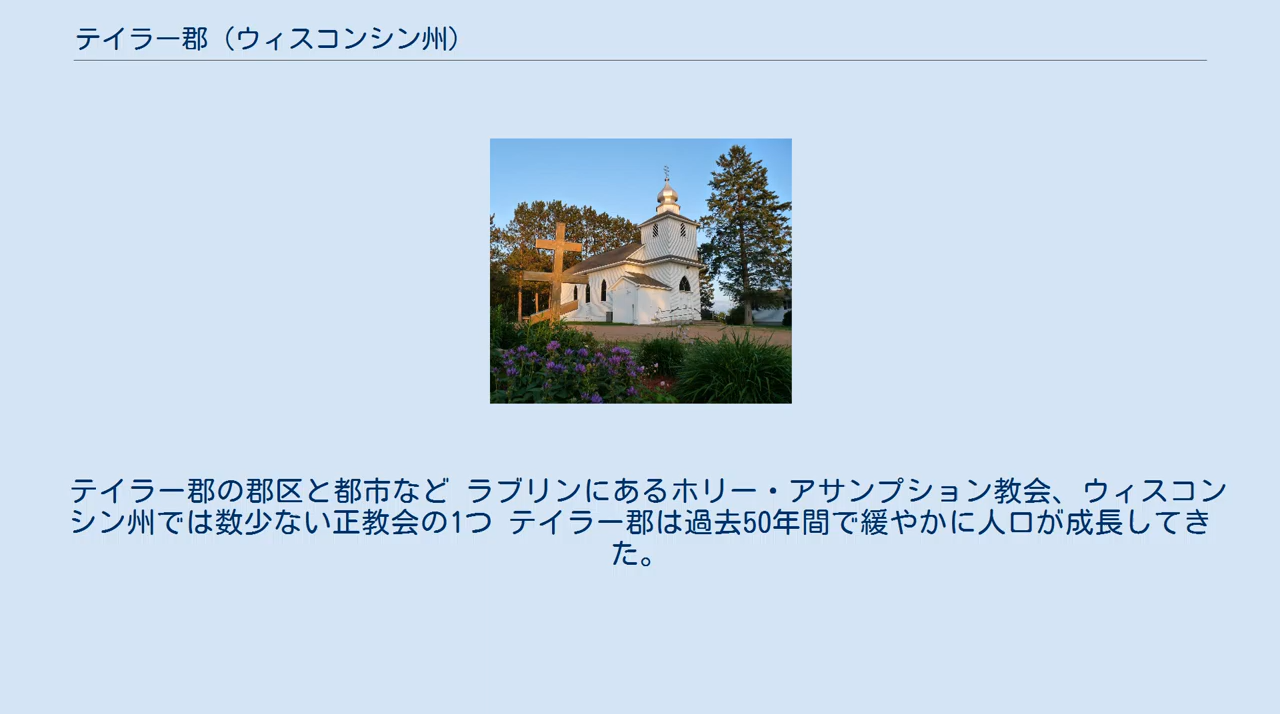 テイラー郡（ウィスコンシン州）
テイラー郡の郡区と都市など ラブリンにあるホリー・アサンプション教会、ウィスコン
シン州では数少ない正教会の1つ テイラー郡は過去50年間で緩やかに人口が成長してき
た。